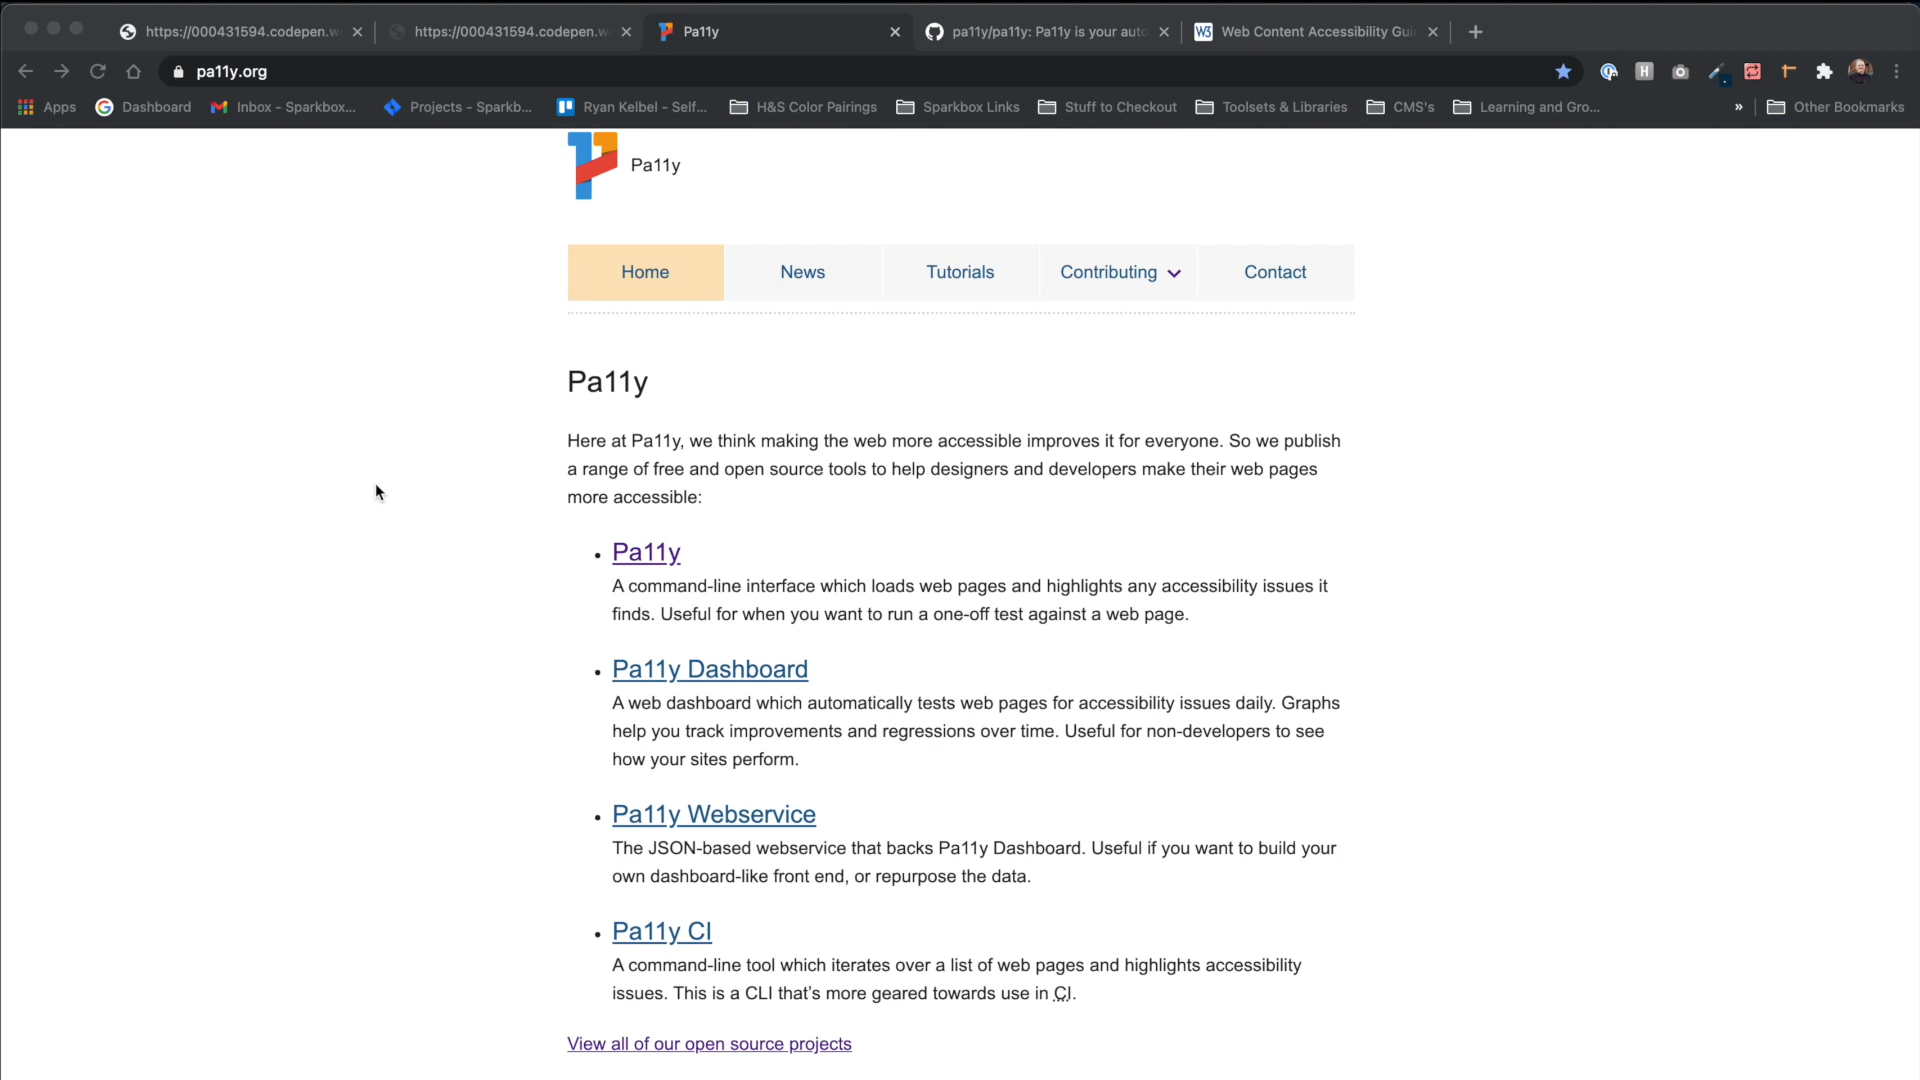 https://000431594.codepen.w
https://000431594.codepen.w
Pa11y
pa11y/pa11y: Pa11y is your auto
W3
Web Content Accessibility Gui
pa11y.org
H
Apps
Dashboard
Inbox - Sparkbox...
Projects - Sparkb...
Ryan Kelbel - Self...
H&S Color Pairings
Sparkbox Links
Stuff to Checkout
Toolsets & Libraries
CMS's
Learning and Gro...
»
Other Bookmarks
Pa11y
Home
News
Tutorials
Contributing
Contact
Pa11y
Here at Pa11y, we think making the web more accessible improves it for everyone. So we publish
a range of free and open source tools to help designers and developers make their web pages
more accessible:
• Pa11y
A command-line interface which loads web pages and highlights any accessibility issues it
finds. Useful for when you want to run a one-off test against a web page.
• Pa11y Dashboard
A web dashboard which automatically tests web pages for accessibility issues daily. Graphs
help you track improvements and regressions over time. Useful for non-developers to see
how your sites perform.
• Pa11y Webservice
The JSON-based webservice that backs Pa11y Dashboard. Useful if you want to build your
own dashboard-like front end, or repurpose the data.
• Pa11y CI
A command-line tool which iterates over a list of web pages and highlights accessibility
issues. This is a CLI that's more geared towards use in CI.
View all of our open source projects